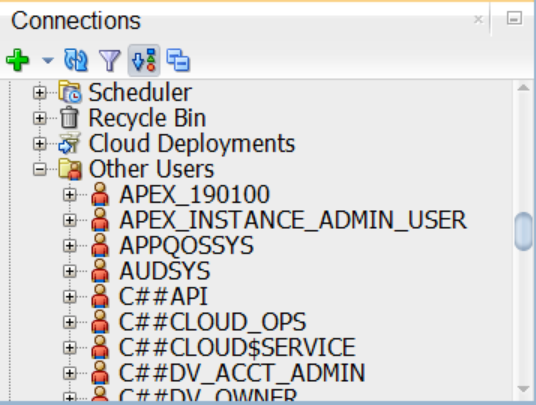 Connections
Scheduler
Recycle Bin
Cloud Deployments
Other Users
APEX_190100
APEX_INSTANCE_ADMIN_USER
APPQOSSYS
AUDSYS
C##API
C##CLOUD_OPS
C##CLOUD$SERVICE
C##DV_ACCT_ADMIN
C##DV_OWNER